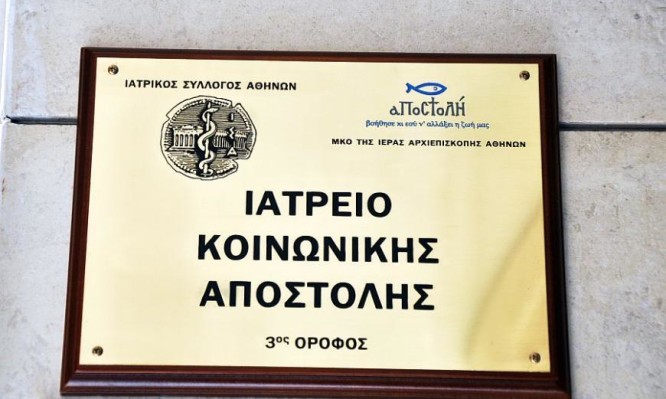 ΙΑΤΡΙΚΟΣ ΣΥΛΛΟΓΟΣ ΑΘΗΝΩΝ
αποστολή
βοήθησε κι εσύ ν' αλλάξει η ζωή μας
ΜΚΟ ΤΗΣ ΙΕΡΑΣ ΑΡΧΙΕΠΙΣΚΟΠΗΣ ΑΘΗΝΩΝ
Ι Σ Α
ΙΑΤΡΕΙΟ
ΚΟΙΝΩΝΙΚΗΣ
ΑΠΟΣΤΟΛΗΣ
3ος ΟΡΟΦΟΣ